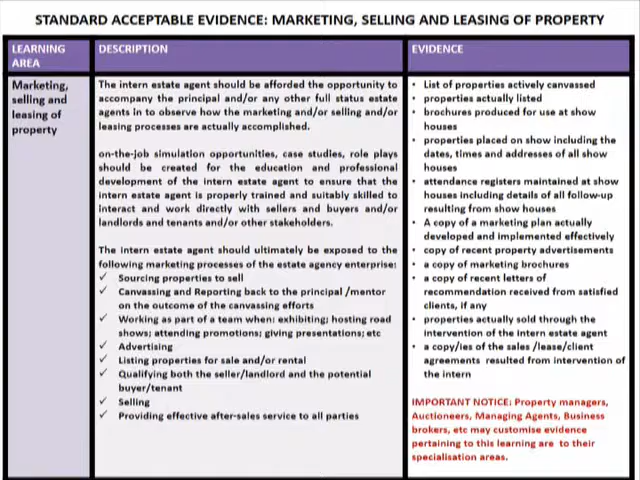 STANDARD ACCEPTABLE EVIDENCE: MARKETING, SELLING AND LEASING OF PROPERTY
LEARNING
AREA
DESCRIPTION
EVIDENCE
Marketing,
selling and
leasing of
property
The intern estate agent should be afforded the opportunity to
accompany the principal and/or any other full status estate
agents in to observe how the marketing and/or selling and/or
leasing processes are actually accomplished.
on-the-job simulation opportunities, case studies, role plays
should be created for the education and professional
development of the intern estate agent to ensure that the
intern estate agent is properly trained and suitably skilled to
interact and work directly with sellers and buyers and/or
landlords and tenants and/or other stakeholders.
The intern estate agent should ultimately be exposed to the
following marketing processes of the estate agency enterprise:
✓ Sourcing properties to sell
✓ Canvassing and Reporting back to the principal /mentor
on the outcome of the canvassing efforts
✓ Working as part of a team when: exhibiting; hosting road
shows; attending promotions; giving presentations; etc
✓ Advertising
✓ Listing properties for sale and/or rental
✓ Qualifying both the seller/landlord and the potential
buyer/tenant
✓ Selling
✓ Providing effective after-sales service to all parties
• List of properties actively canvassed
• properties actually listed
• brochures produced for use at show
houses
• properties placed on show including the
dates, times and addresses of all show
houses
• attendance registers maintained at show
houses including details of all follow-up
resulting from show houses
• A copy of a marketing plan actually
developed and implemented effectively
• copy of recent property advertisements
• a copy of marketing brochures
• a copy of recent letters of
recommendation received from satisfied
clients, if any
• properties actually sold through the
intervention of the Intern estate agent
• a copy/ies of the sales /lease/client
agreements resulted from intervention of
the intern
IMPORTANT NOTICE: Property managers,
Auctioneers, Managing Agents, Business
brokers, etc may customise evidence
pertaining to this learning are to their
specialisation areas.